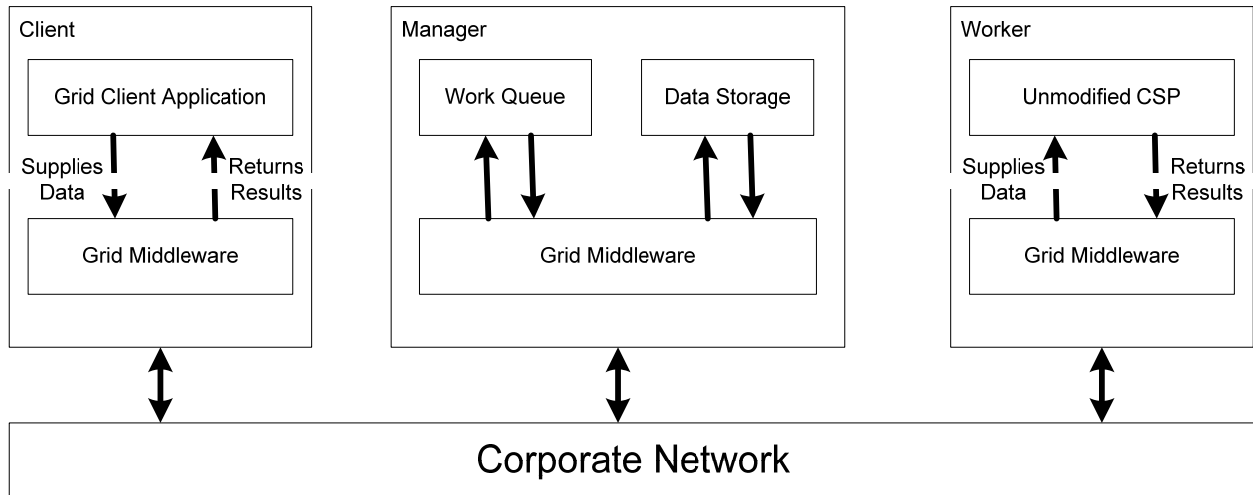 Client
Grid Client Application
Supplies
Data
Returns
Results
Grid Middleware
Manager
Work Queue
Data Storage
Grid Middleware
Worker
Unmodified CSP
Supplies
Data
Returns
Results
Grid Middleware
Corporate Network